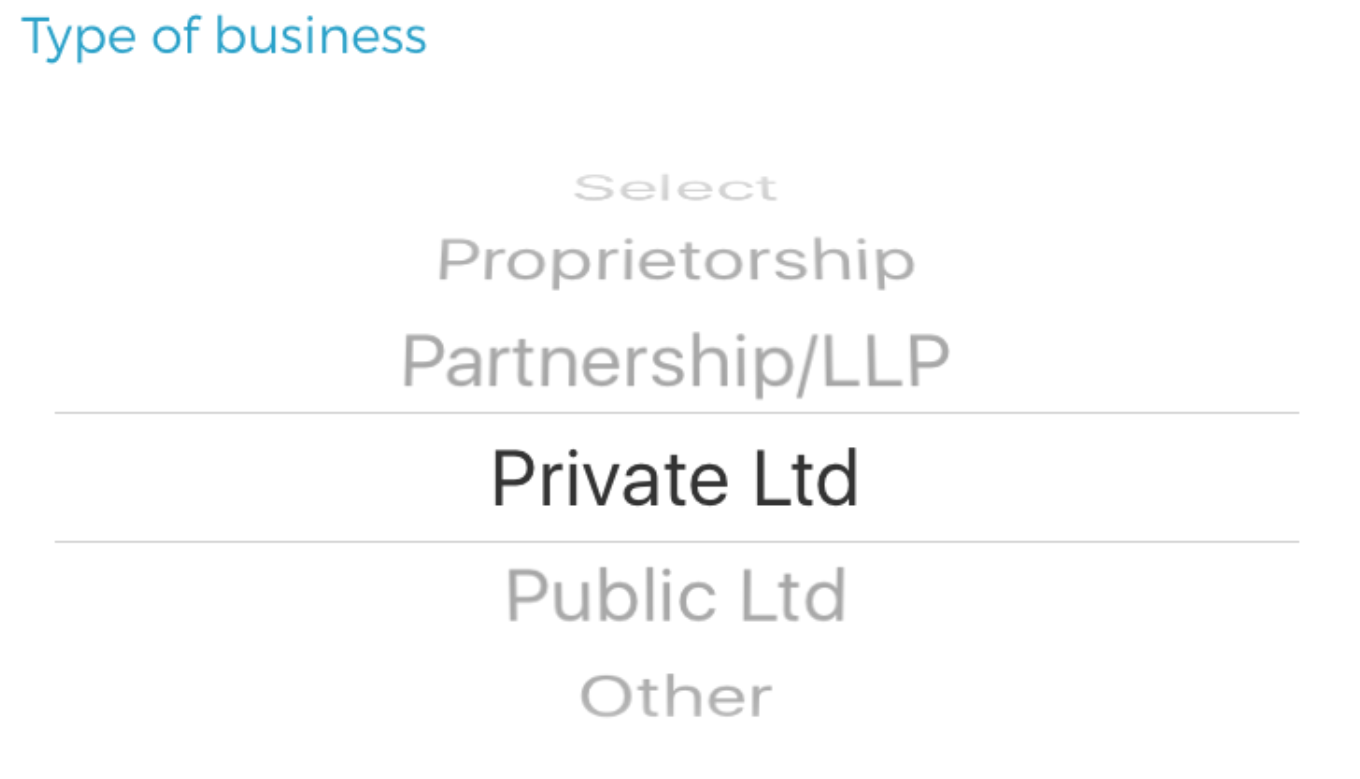 Type of business
Select
Proprietorship
Partnership/LLP
Private Ltd
Public Ltd
Other